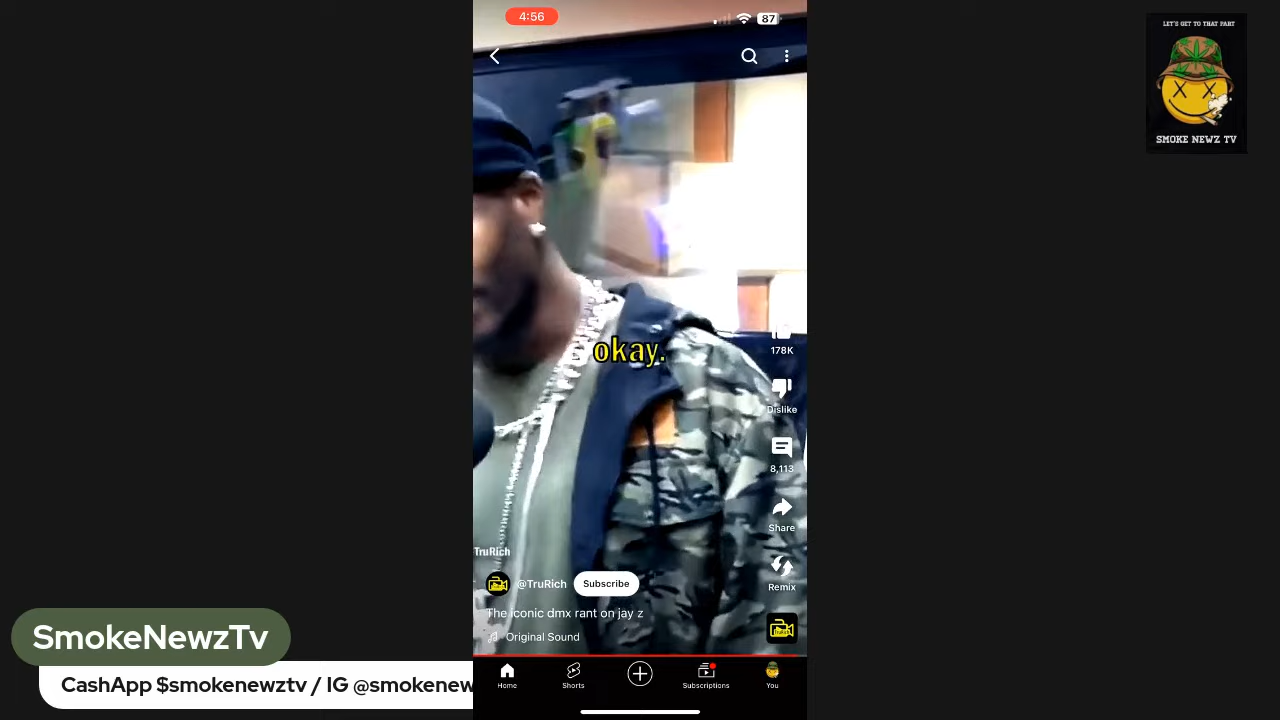 4:56
87
LET'S GET TO THAT PART
SMOKE NEWZ TV
okay.
178K
Dislike
8,113
Share
Remix
TruRich
@TruRich
Subscribe
The iconic dmx rant on jay z
Original Sound
SmokeNewzTv
CashApp $smokenewztv / IG @smokenew
Home
Shorts
Subscriptions
You